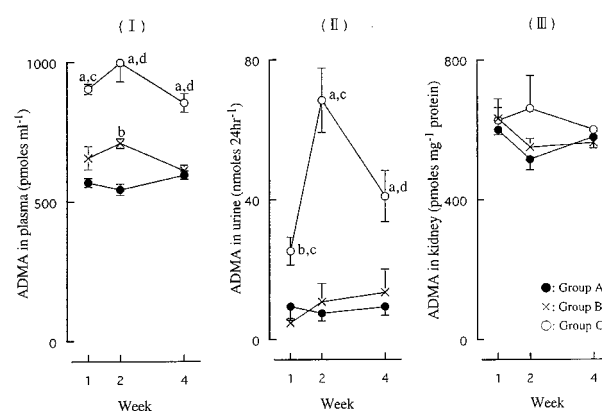 ( I )
ADMA in plasma (pmoles ml⁻¹)
1000
500
0
a,c
a,d
a,d
b
1 2 4
Week
( II )
ADMA in urine (nmoles 24hr⁻¹)
80
40
0
a,c
a,d
b,c
1 2 4
Week
( III )
ADMA in kidney (pmoles mg⁻¹ protein)
800
400
0
●: Group A
×: Group B
○: Group C
1 2 4
Week